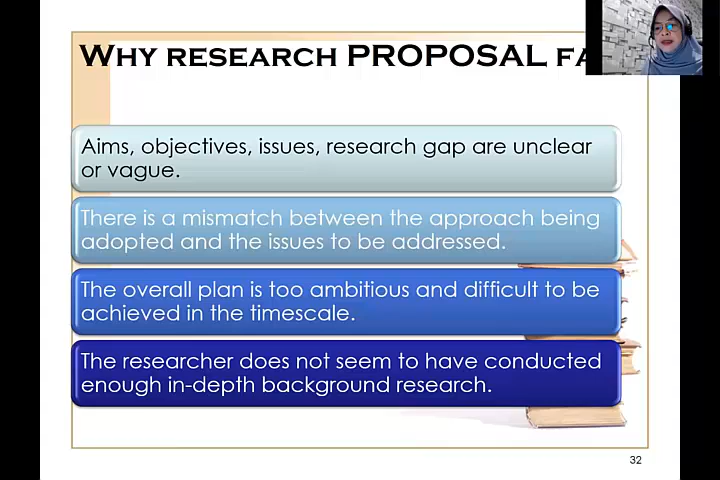 WHY RESEARCH PROPOSAL
Aims, objectives, issues, research gap are unclear
or vague.
There is a mismatch between the approach being
adopted and the issues to be addressed.
The overall plan is too ambitious and difficult to be
achieved in the timescale.
The researcher does not seem to have conducted
enough in-depth background research.
32